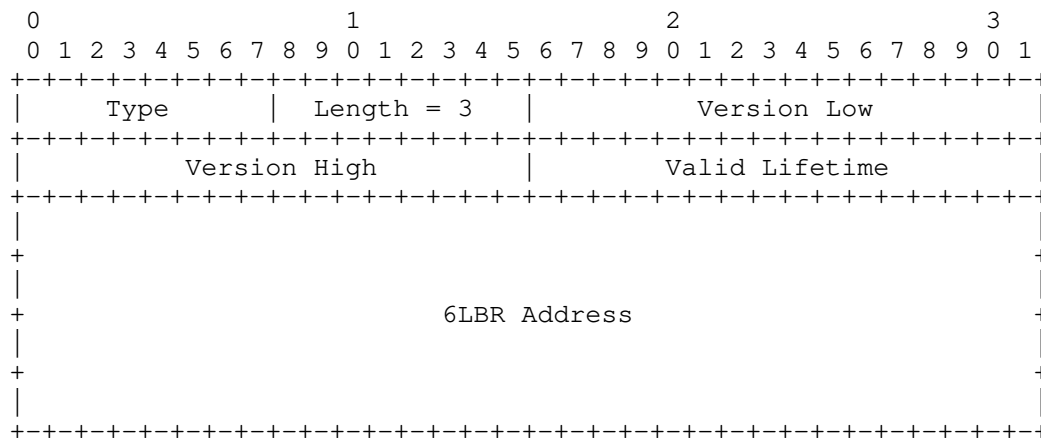 0                   1                   2                   3
 0 1 2 3 4 5 6 7 8 9 0 1 2 3 4 5 6 7 8 9 0 1 2 3 4 5 6 7 8 9 0 1
+-+-+-+-+-+-+-+-+-+-+-+-+-+-+-+-+-+-+-+-+-+-+-+-+-+-+-+-+-+-+-+-+
|     Type      |  Length = 3   |          Version Low          |
+-+-+-+-+-+-+-+-+-+-+-+-+-+-+-+-+-+-+-+-+-+-+-+-+-+-+-+-+-+-+-+-+
|          Version High         |        Valid Lifetime         |
+-+-+-+-+-+-+-+-+-+-+-+-+-+-+-+-+-+-+-+-+-+-+-+-+-+-+-+-+-+-+-+-+
|                                                               |
+                                                               +
|                                                               |
+                          6LBR Address                         +
|                                                               |
+                                                               +
|                                                               |
+-+-+-+-+-+-+-+-+-+-+-+-+-+-+-+-+-+-+-+-+-+-+-+-+-+-+-+-+-+-+-+-+